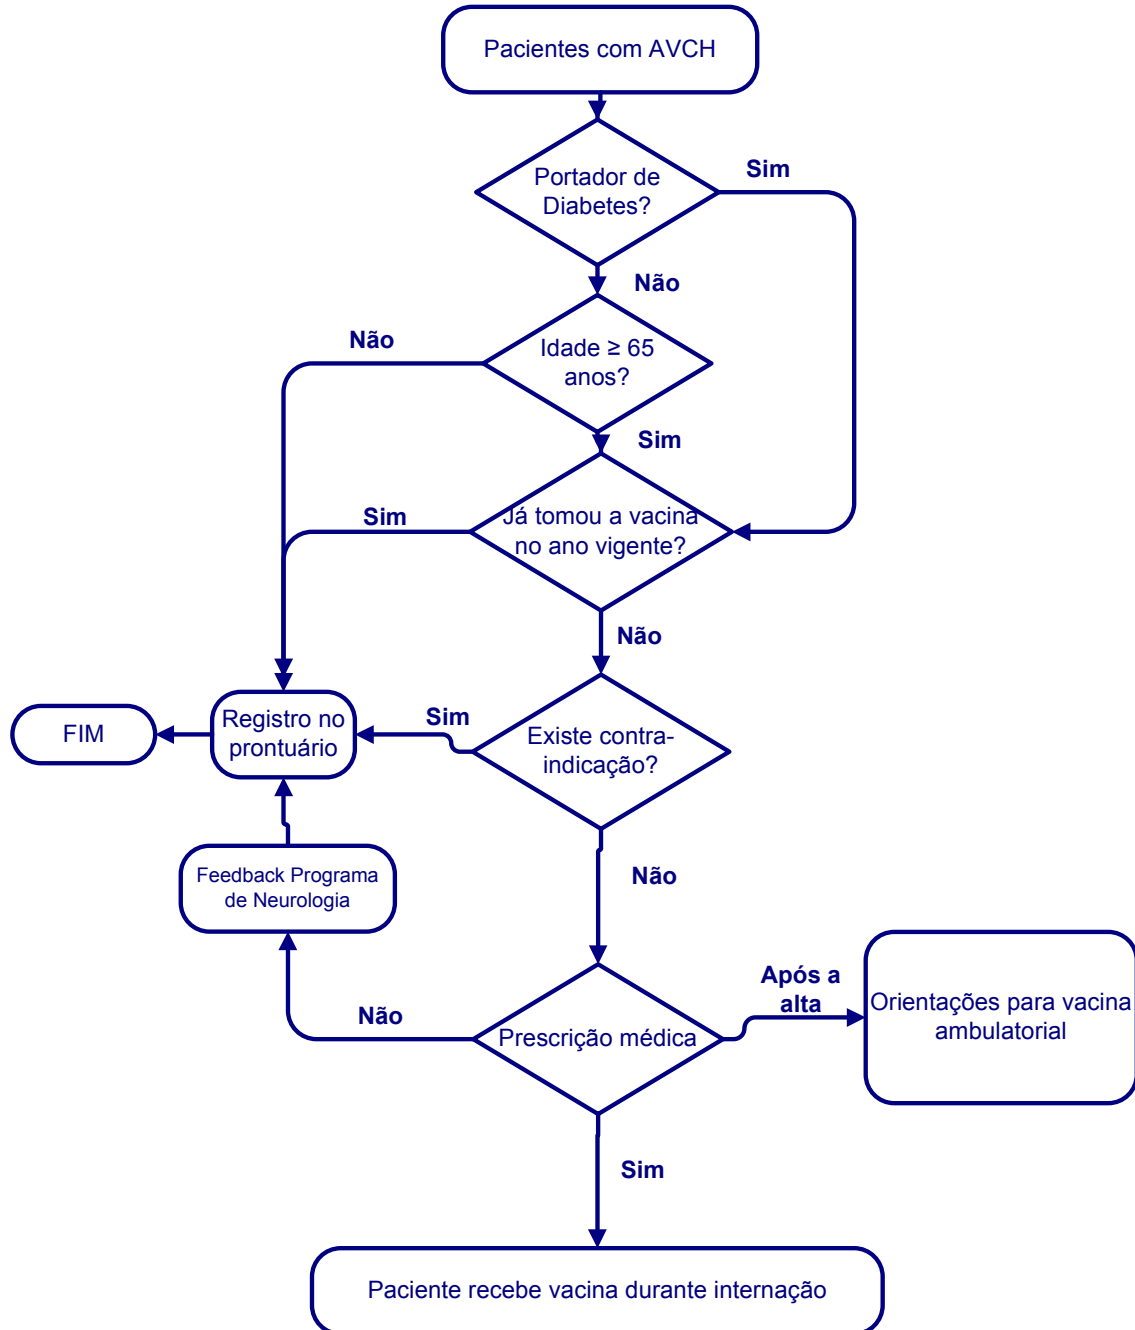 Pacientes com AVCH
Portador de
Diabetes?
Sim
Não
Não
Idade ≥ 65
anos?
Sim
Sim
Já tomou a vacina
no ano vigente?
Não
FIM
Registro no
prontuário
Sim
Existe contra-
indicação?
Feedback Programa
de Neurologia
Não
Não
Prescrição médica
Após a
alta
Orientações para vacina
ambulatorial
Sim
Paciente recebe vacina durante internação